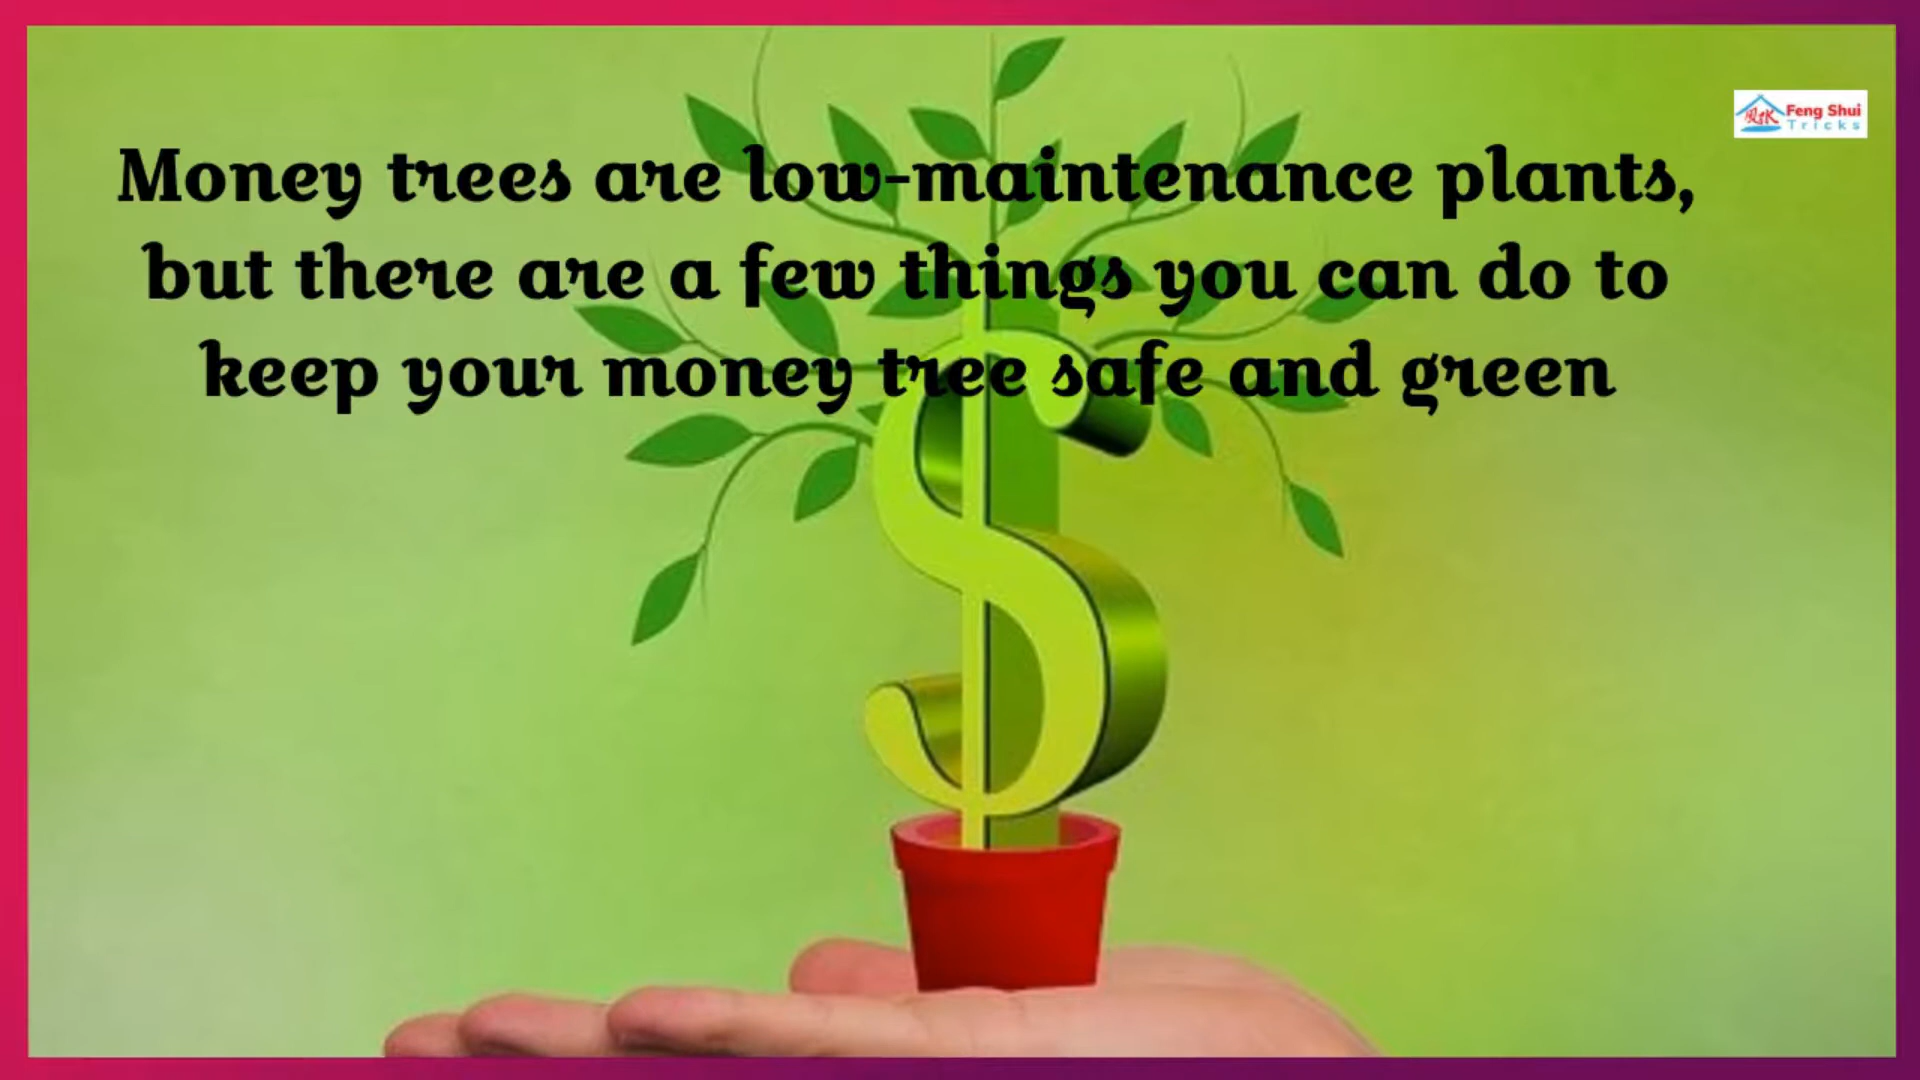 Feng Shui
Tricks
Money trees are low-maintenance plants,
but there are a few things you can do to
keep your money tree safe and green